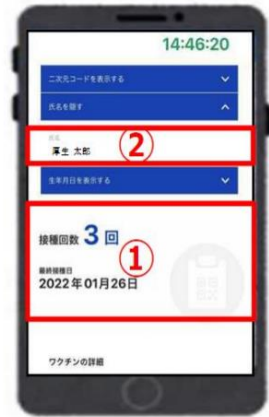 14:46:20
二次元コードを表示する
氏名を隠す
氏名
厚生 太郎
②
生年月日を表示する
接種回数 3 回
①
最終接種日
2022年01月26日
ワクチンの詳細